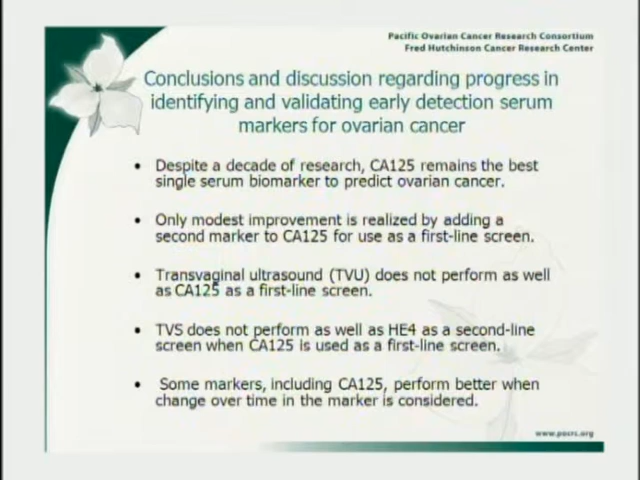 Pacific Ovarian Cancer Research Consortium
Fred Hutchinson Cancer Research Center
Conclusions and discussion regarding progress in
identifying and validating early detection serum
markers for ovarian cancer
• Despite a decade of research, CA125 remains the best
single serum biomarker to predict ovarian cancer.
• Only modest improvement is realized by adding a
second marker to CA125 for use as a first-line screen.
• Transvaginal ultrasound (TVU) does not perform as well
as CA125 as a first-line screen.
• TVS does not perform as well as HE4 as a second-line
screen when CA125 is used as a first-line screen.
• Some markers, including CA125, perform better when
change over time in the marker is considered.
www.pocrc.org